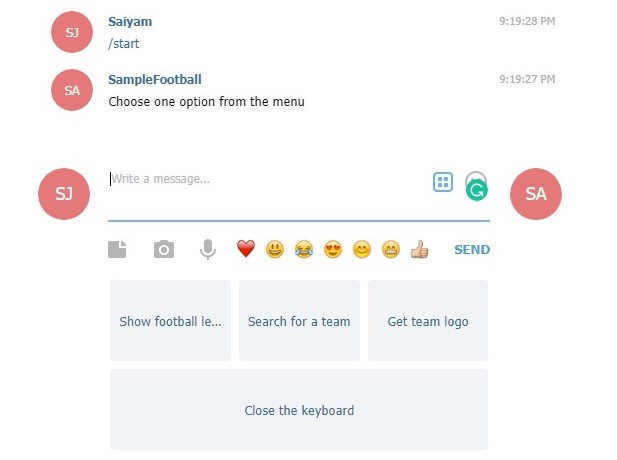 SJ
Saiyam
9:19:28 PM
/start
SA
SampleFootball
9:19:27 PM
Choose one option from the menu
SJ
Write a message...
SA
SEND
Show football le...
Search for a team
Get team logo
Close the keyboard